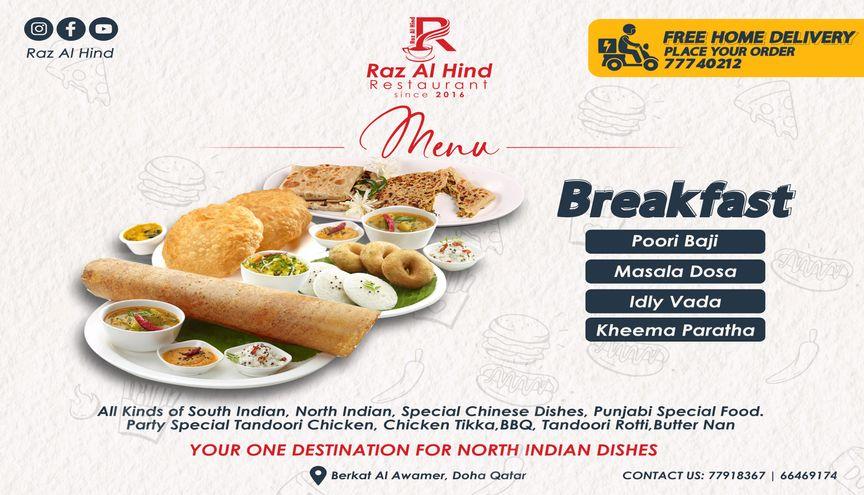 Raz Al Hind
R
Raz Al Hind
Raz Al Hind
Restaurant
since 2016
FREE HOME DELIVERY
PLACE YOUR ORDER
77740212
Menu
Breakfast
Poori Baji
Masala Dosa
Idly Vada
Kheema Paratha
All Kinds of South Indian, North Indian, Special Chinese Dishes, Punjabi Special Food.
Party Special Tandoori Chicken, Chicken Tikka,BBQ, Tandoori Rotti,Butter Nan
YOUR ONE DESTINATION FOR NORTH INDIAN DISHES
Berkat Al Awamer, Doha Qatar
CONTACT US: 77918367 | 66469174